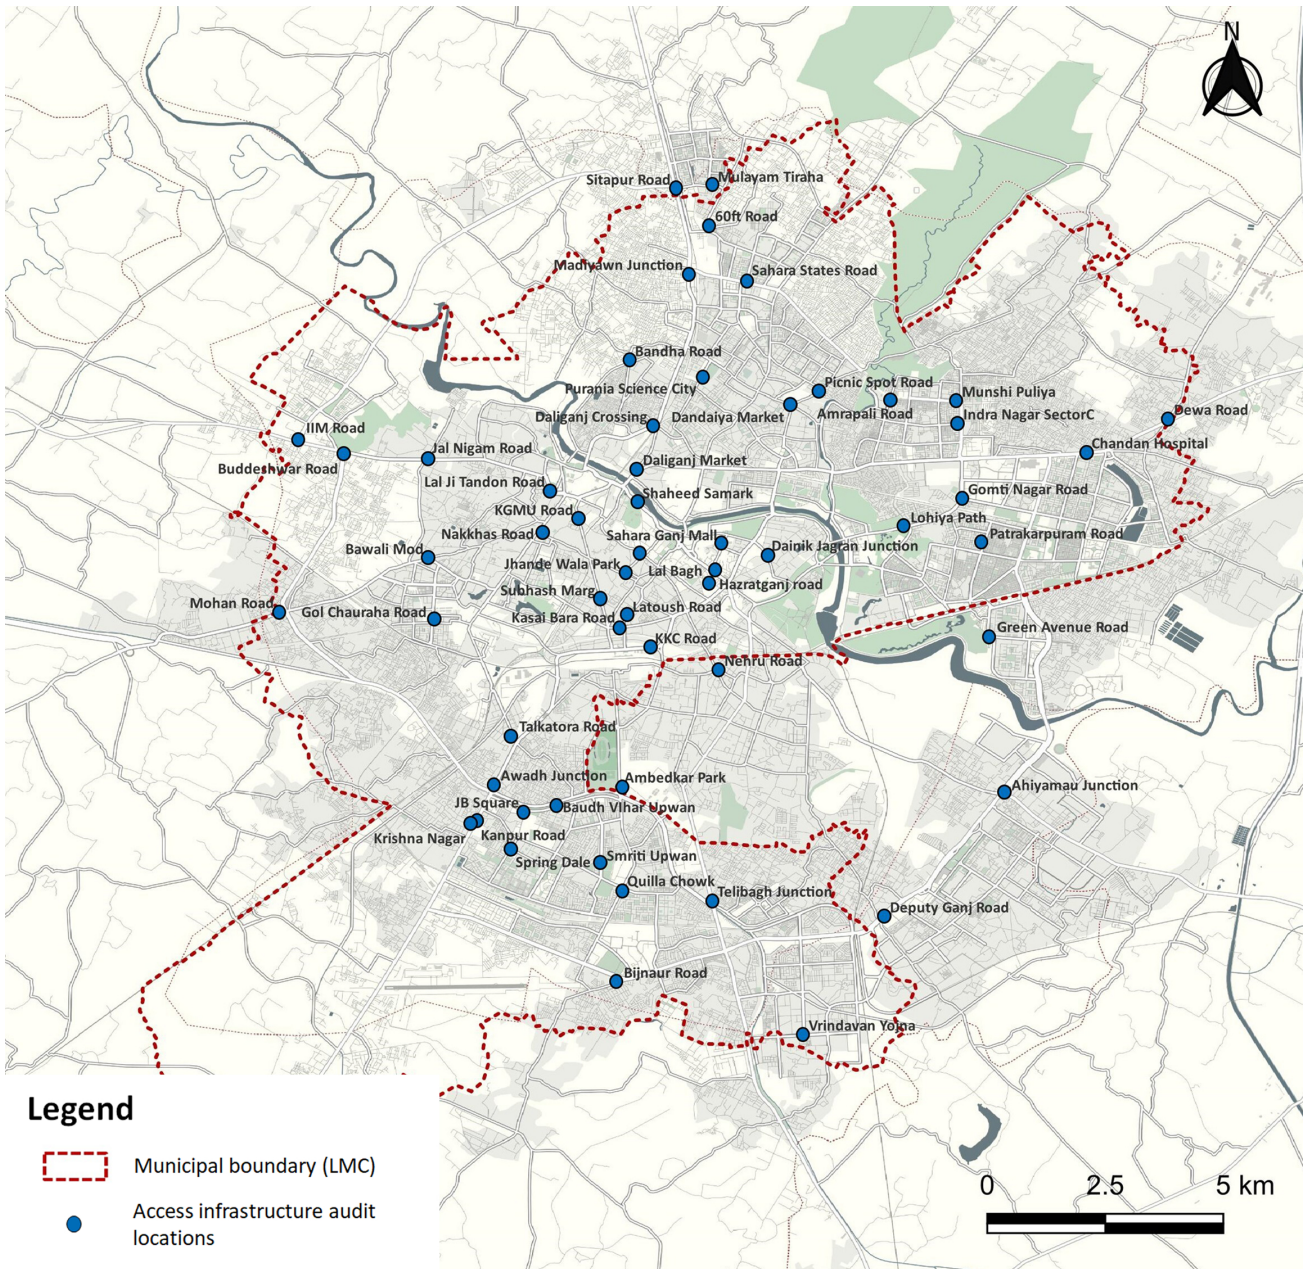 N
Sitapur Road
Mulayam Tiraha
60ft Road
Madiyawn Junction
Sahara States Road
Bandha Road
Purania Science City
Picnic Spot Road
Munshi Puliya
Daliganj Crossing
Dandaiya Market
Amrapali Road
Indra Nagar SectorC
Dewa Road
IIM Road
Jal Nigam Road
Chandan Hospital
Buddeshwar Road
Daliganj Market
Lal Ji Tandon Road
Shaheed Samark
Gomti Nagar Road
KGMU Road
Lohiya Path
Nakkhas Road
Sahara Ganj Mall
Patrakarpuram Road
Bawali Mod
Dainik Jagran Junction
Jhande Wala Park
Lal Bagh
Hazratganj road
Subhash Marg
Mohan Road
Gol Chauraha Road
Latoush Road
Kasai Bara Road
Green Avenue Road
KKC Road
Nehru Road
Talkatora Road
Awadh Junction
Ambedkar Park
Ahiyamau Junction
JB Square
Baudh VIhar Upwan
Krishna Nagar
Kanpur Road
Spring Dale
Smriti Upwan
Quilla Chowk
Telibagh Junction
Deputy Ganj Road
Bijnaur Road
Vrindavan Yojna
Legend
Municipal boundary (LMC)
Access infrastructure audit
locations
0 2.5 5 km